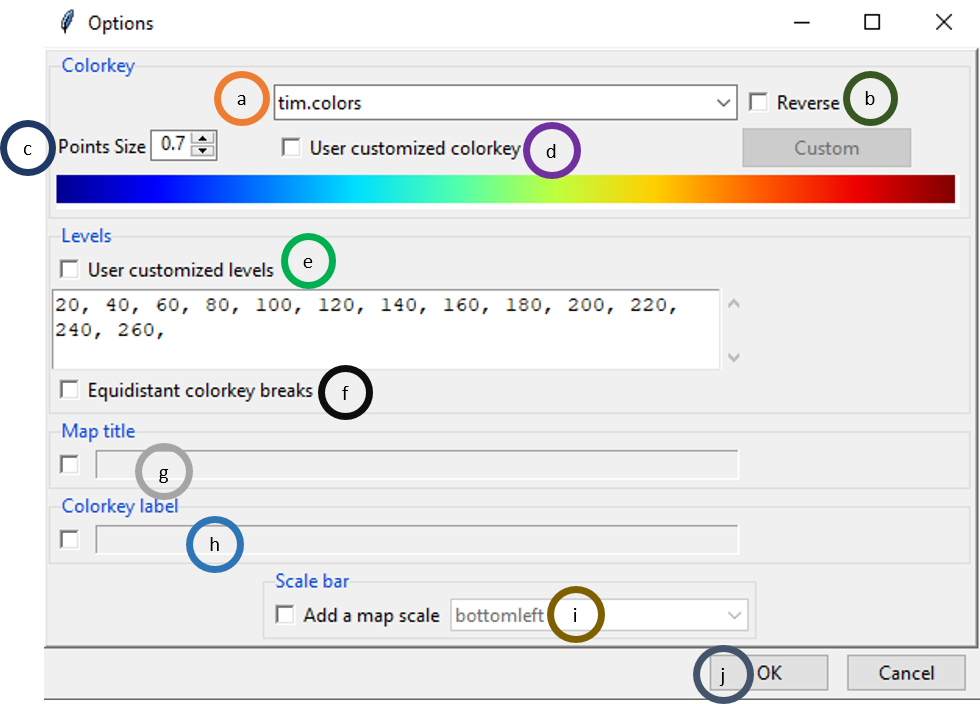 Options
Colorkey
a tim.colors Reverse b
c Points Size 0.7 User customized colorkey d Custom
Levels
User customized levels e
20, 40, 60, 80, 100, 120, 140, 160, 180, 200, 220,
240, 260,
Equidistant colorkey breaks f
Map title
g
Colorkey label
h
Scale bar
Add a map scale bottomleft i
j OK Cancel